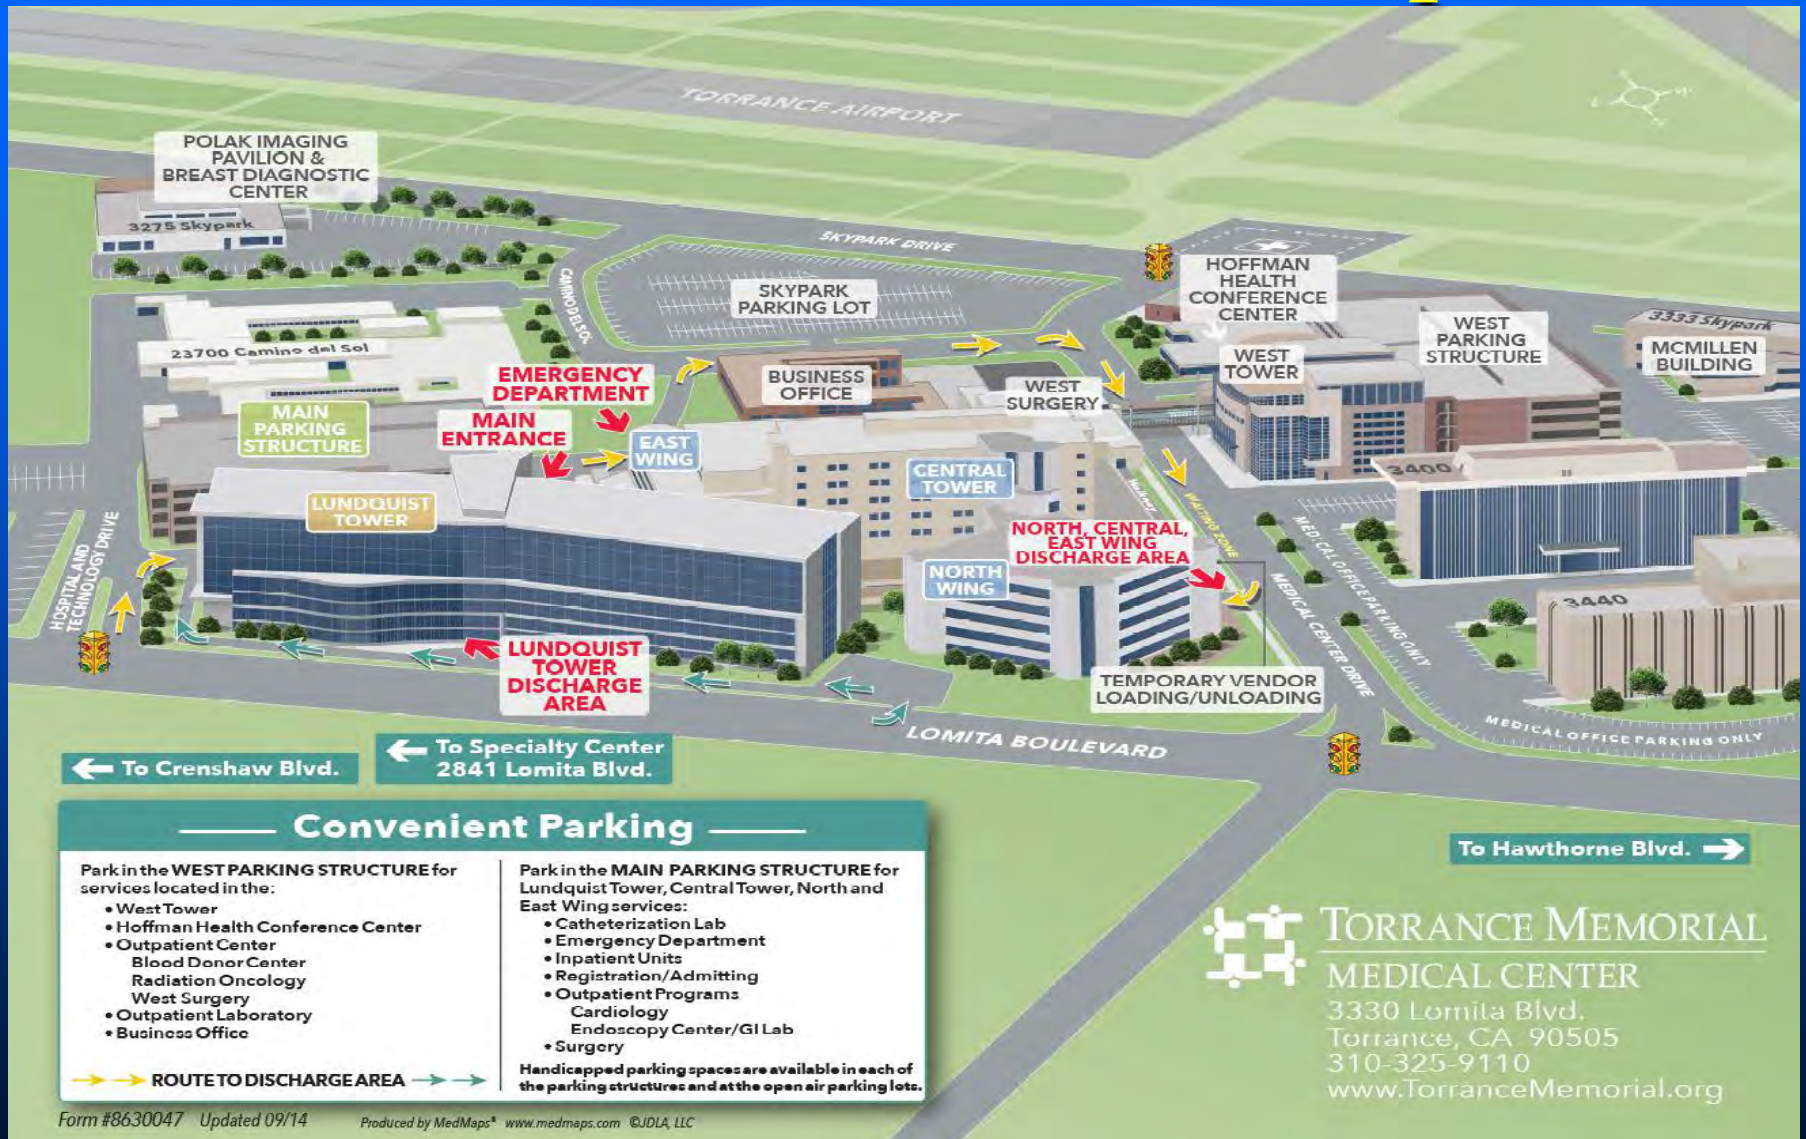 TORRANCE AIRPORT
POLAK IMAGING
PAVILION &
BREAST DIAGNOSTIC
CENTER
3275 Skypark
SKYPARK DRIVE
CAMINO DEL SOL
SKYPARK
PARKING LOT
HOFFMAN
HEALTH
CONFERENCE
CENTER
WEST
PARKING
STRUCTURE
3333 Skypark
MCMILLEN
BUILDING
WEST
TOWER
23700 Camino del Sol
EMERGENCY
DEPARTMENT
BUSINESS
OFFICE
WEST
SURGERY
MAIN
PARKING
STRUCTURE
MAIN
ENTRANCE
EAST
WING
CENTRAL
TOWER
3400
LUNDQUIST
TOWER
Walkway
WAITING ZONE
NORTH, CENTRAL,
EAST WING
DISCHARGE AREA
NORTH
WING
HOSPITAL AND
TECHNOLOGY DRIVE
MEDICAL OFFICE PARKING ONLY
MEDICAL CENTER DRIVE
3440
LUNDQUIST
TOWER
DISCHARGE
AREA
TEMPORARY VENDOR
LOADING/UNLOADING
MEDICAL OFFICE PARKING ONLY
LOMITA BOULEVARD
To Crenshaw Blvd.
To Specialty Center
2841 Lomita Blvd.
To Hawthorne Blvd.
Convenient Parking
Park in the WEST PARKING STRUCTURE for
services located in the:
• West Tower
• Hoffman Health Conference Center
• Outpatient Center
Blood Donor Center
Radiation Oncology
West Surgery
• Outpatient Laboratory
• Business Office
ROUTE TO DISCHARGE AREA
Park in the MAIN PARKING STRUCTURE for
Lundquist Tower, Central Tower, North and
East Wing services:
• Catheterization Lab
• Emergency Department
• Inpatient Units
• Registration/Admitting
• Outpatient Programs
Cardiology
Endoscopy Center/GI Lab
• Surgery
Handicapped parking spaces are available in each of
the parking structures and at the open air parking lots.
TORRANCE MEMORIAL
MEDICAL CENTER
3330 Lomita Blvd.
Torrance, CA 90505
310-325-9110
www.TorranceMemorial.org
Form #8630047 Updated 09/14
Produced by MedMaps® www.medmaps.com ©JDLA, LLC